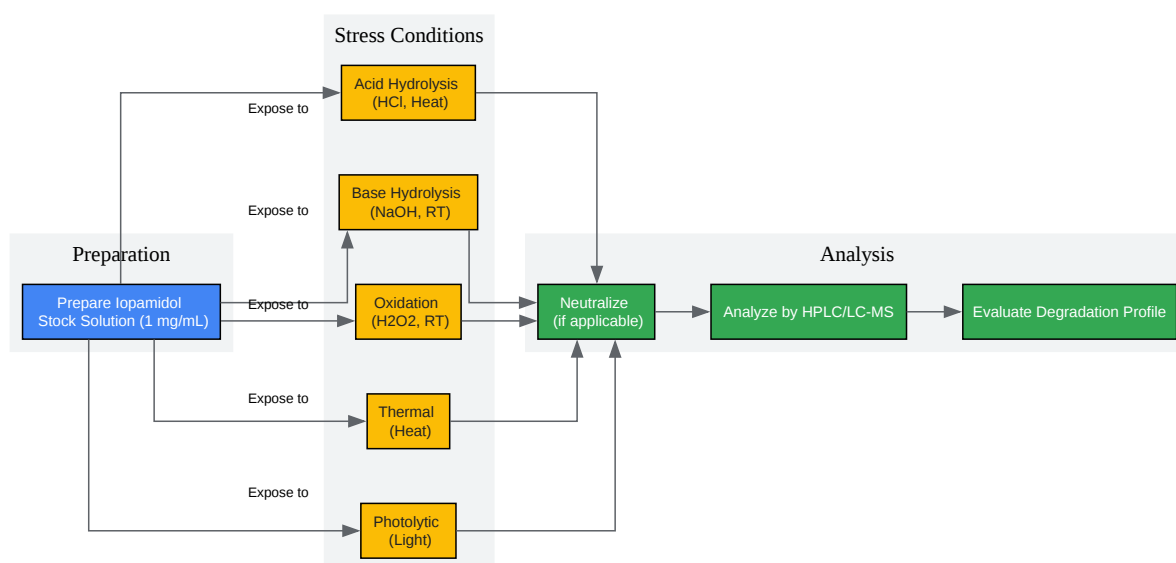 Stress Conditions
Acid Hydrolysis
(HCl, Heat)
Expose to
Base Hydrolysis
(NaOH, RT)
Expose to
Preparation
Prepare Iopamidol
Stock Solution (1 mg/mL)
Expose to
Oxidation
(H2O2, RT)
Analysis
Neutralize
(if applicable)
Analyze by HPLC/LC-MS
Evaluate Degradation Profile
Expose to
Thermal
(Heat)
Expose to
Photolytic
(Light)